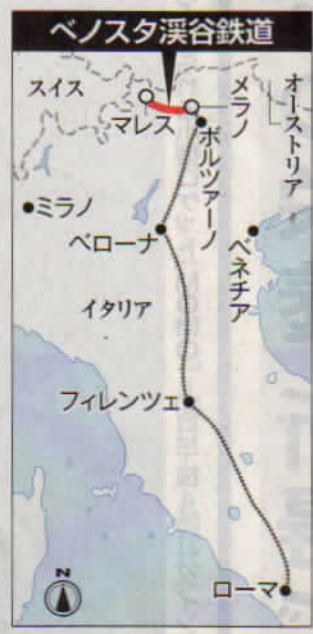 ベノスタ渓谷鉄道
スイス
マレス
メラノ
オーストリア
ボルツァーノ
ミラノ
ベローナ
ベネチア
イタリア
フィレンツェ
ローマ
N